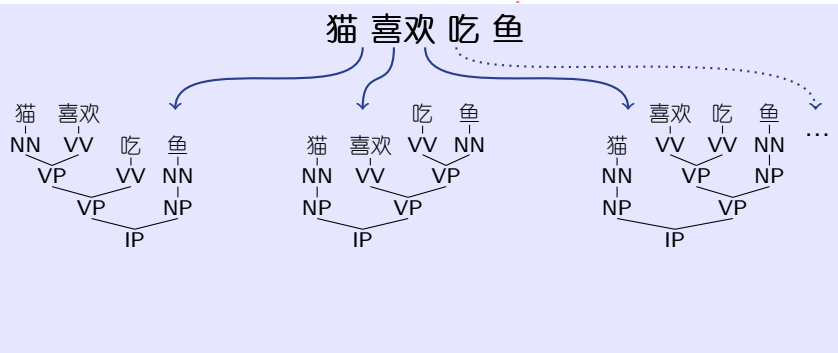 猫 喜欢 吃 鱼
猫 喜欢 吃 鱼 吃 鱼 喜欢 吃 鱼
NN VV 猫 喜欢 VV NN 猫 VV VV NN ...
VP VV NN NN VV VP NN VP NP
VP NP NP VP NP VP
IP IP IP